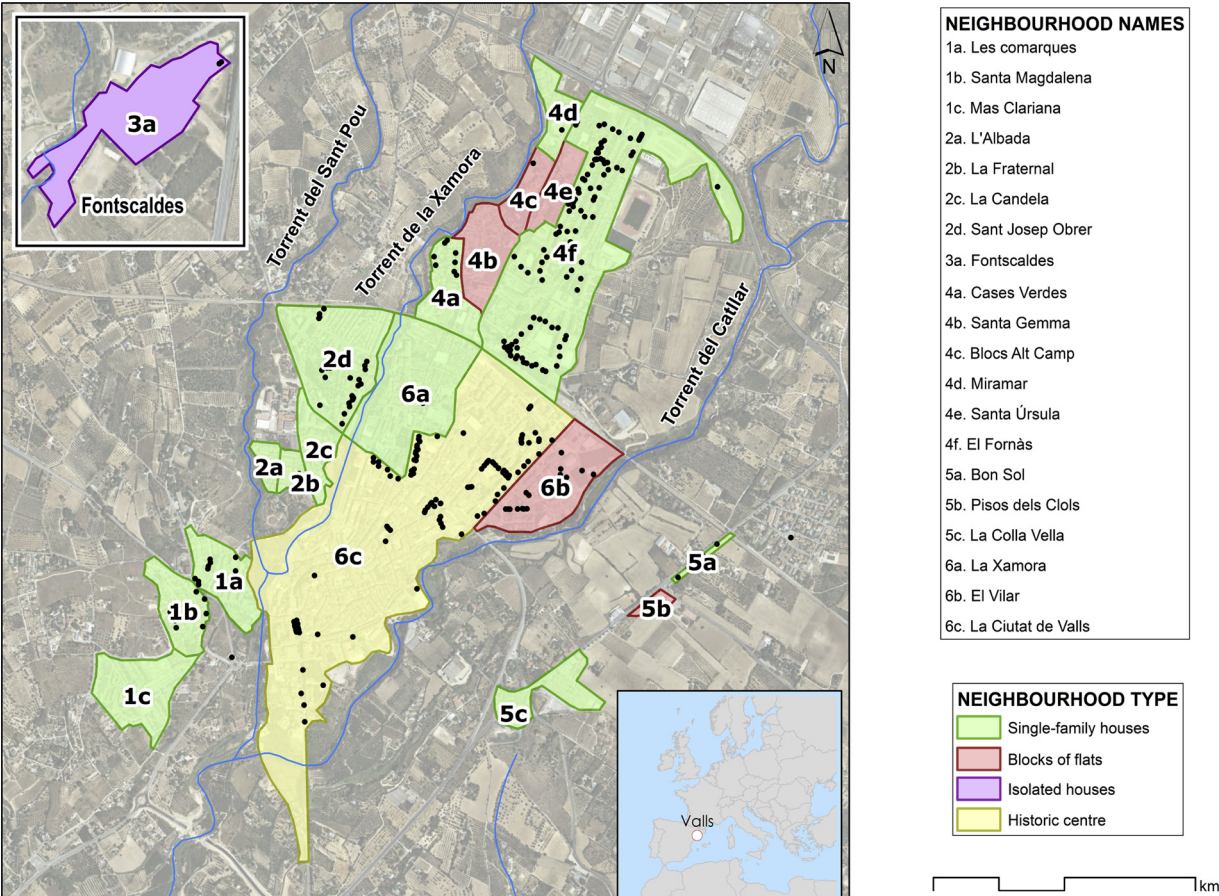 3a
Fontscaldes
Torrent del Sant Pou
Torrent de la Xamora
Torrent del Catllar
N
4d
4c
4e
4b
4f
4a
2d
6a
2c
2a
2b
6b
6c
1a
1b
1c
5a
5b
5c
Valls
NEIGHBOURHOOD NAMES
1a. Les comarques
1b. Santa Magdalena
1c. Mas Clariana
2a. L'Albada
2b. La Fraternal
2c. La Candela
2d. Sant Josep Obrer
3a. Fontscaldes
4a. Cases Verdes
4b. Santa Gemma
4c. Blocs Alt Camp
4d. Miramar
4e. Santa Úrsula
4f. El Fornàs
5a. Bon Sol
5b. Pisos dels Clols
5c. La Colla Vella
6a. La Xamora
6b. El Vilar
6c. La Ciutat de Valls
NEIGHBOURHOOD TYPE
Single-family houses
Blocks of flats
Isolated houses
Historic centre
km